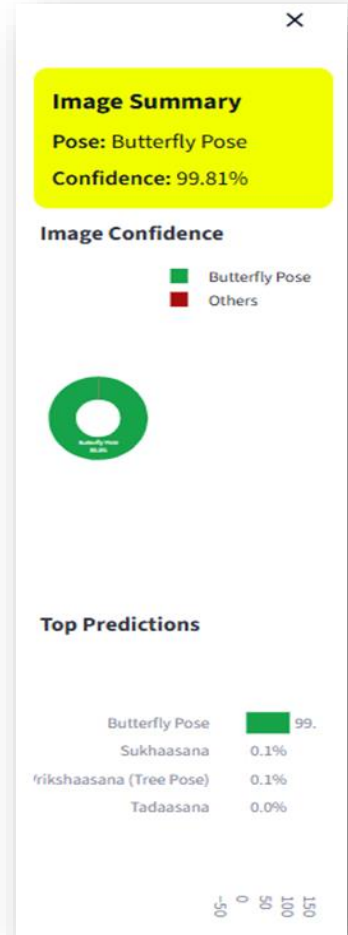 Image Summary
Pose: Butterfly Pose
Confidence: 99.81%
Image Confidence
Butterfly Pose
Others
Butterfly Pose
Top Predictions
Butterfly Pose 99.
Sukhaasana 0.1%
rikshaasana (Tree Pose) 0.1%
Tadaasana 0.0%
−50 0 50 100 150